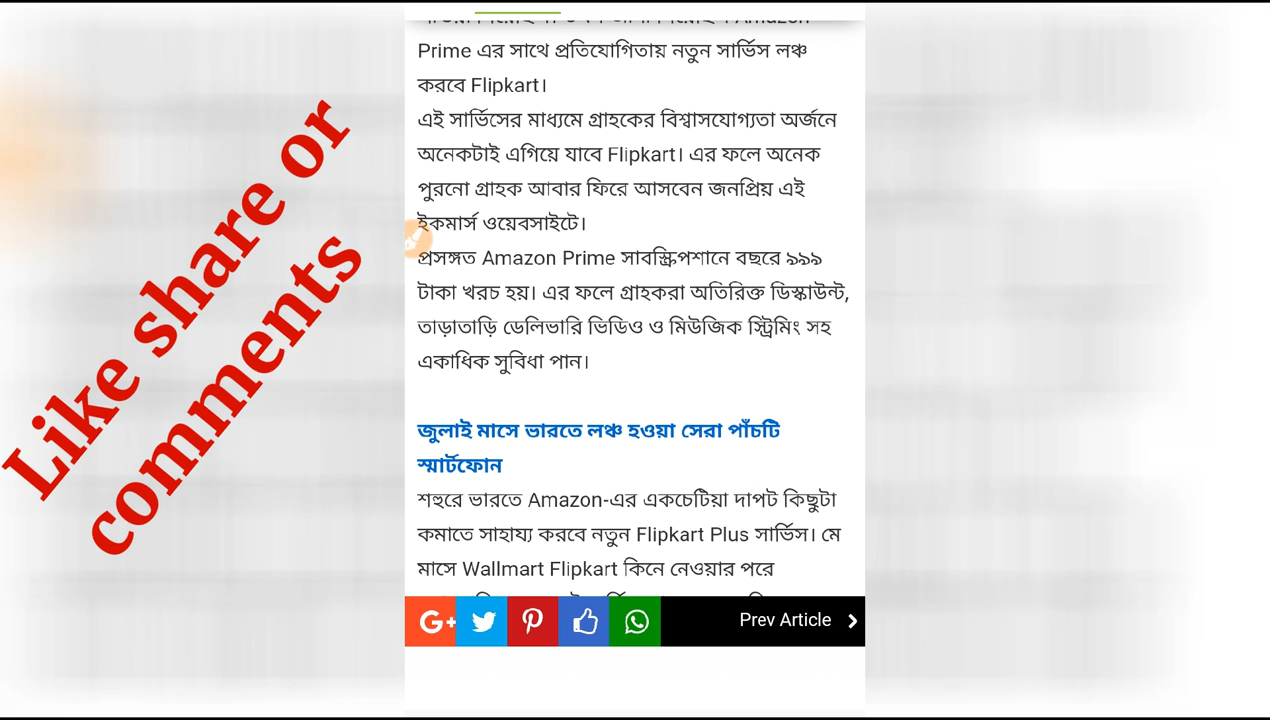 Like share or
comments
Prime এর সাথে প্রতিযোগিতায় নতুন সার্ভিস লঞ্চ
করবে Flipkart।
এই সার্ভিসের মাধ্যমে গ্রাহকের বিশ্বাসযোগ্যতা অর্জনে
অনেকটাই এগিয়ে যাবে Flipkart। এর ফলে অনেক
পুরনো গ্রাহক আবার ফিরে আসবেন জনপ্রিয় এই
ইকমার্স ওয়েবসাইটে।
প্রসঙ্গত Amazon Prime সাবস্ক্রিপশানে বছরে ৯৯৯
টাকা খরচ হয়। এর ফলে গ্রাহকরা অতিরিক্ত ডিস্কাউন্ট,
তাড়াতাড়ি ডেলিভারি ভিডিও ও মিউজিক স্ট্রিমিং সহ
একাধিক সুবিধা পান।
জুলাই মাসে ভারতে লঞ্চ হওয়া সেরা পাঁচটি
স্মার্টফোন
শহুরে ভারতে Amazon-এর একচেটিয়া দাপট কিছুটা
কমাতে সাহায্য করবে নতুন Flipkart Plus সার্ভিস। মে
মাসে Wallmart Flipkart কিনে নেওয়ার পরে
G+
Prev Article